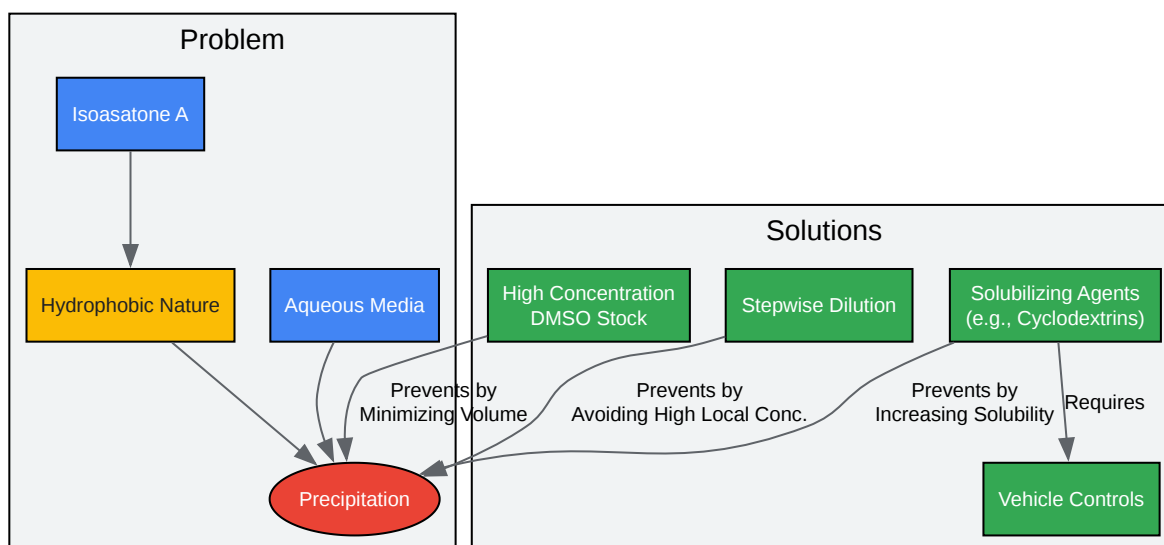 Problem
Isoasatone A
Solutions
Hydrophobic Nature
Aqueous Media
High Concentration
DMSO Stock
Stepwise Dilution
Solubilizing Agents
(e.g., Cyclodextrins)
Prevents by
Minimizing Volume
Prevents by
Avoiding High Local Conc.
Prevents by
Increasing Solubility
Requires
Precipitation
Vehicle Controls